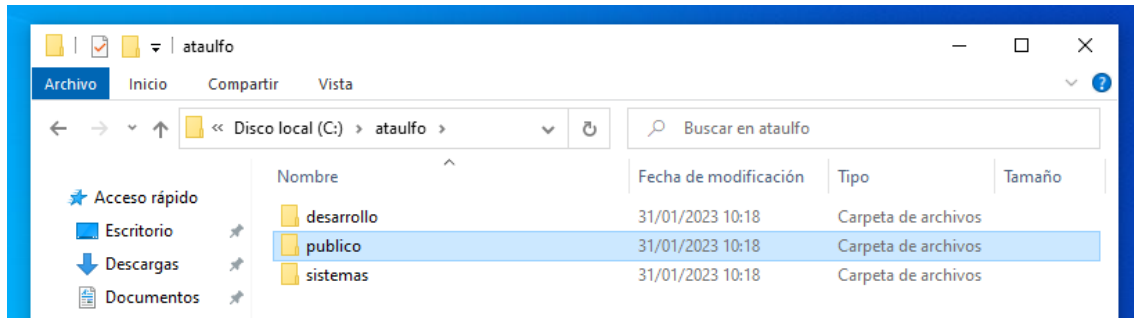 ataulfo
Archivo Inicio Compartir Vista ?
« Disco local (C:) > ataulfo > Buscar en ataulfo
Nombre Fecha de modificación Tipo Tamaño
Acceso rápido
desarrollo 31/01/2023 10:18 Carpeta de archivos
Escritorio
publico 31/01/2023 10:18 Carpeta de archivos
Descargas
sistemas 31/01/2023 10:18 Carpeta de archivos
Documentos